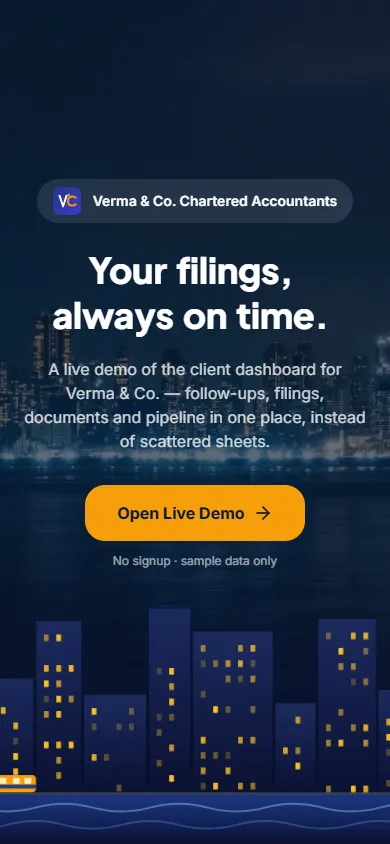 VC Verma & Co. Chartered Accountants
Your filings,
always on time.
A live demo of the client dashboard for
Verma & Co. — follow-ups, filings,
documents and pipeline in one place, instead
of scattered sheets.
Open Live Demo →
No signup · sample data only